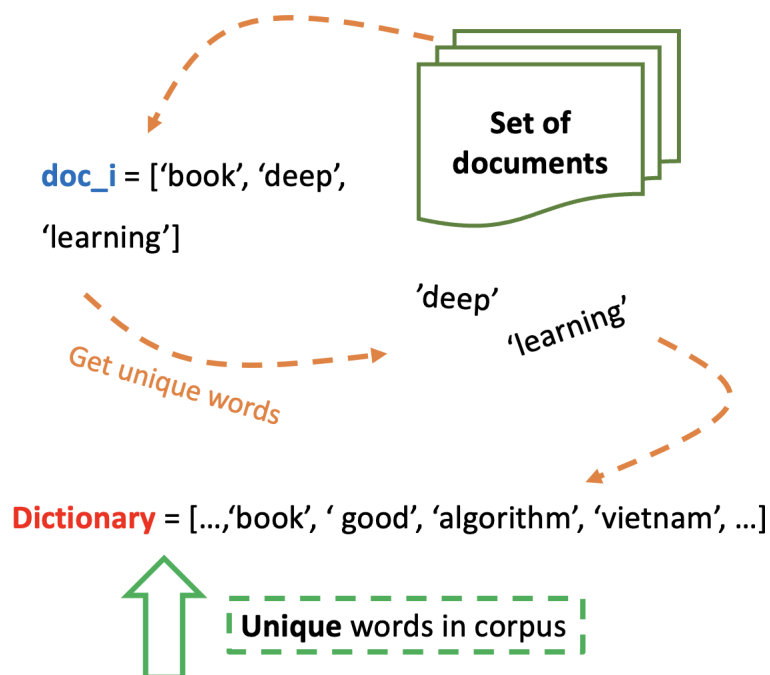 Set of
documents
doc_i = [‘book’, ‘deep’,
‘learning’]
’deep’
‘learning’
Get unique words
Dictionary = […,‘book’, ‘ good’, ‘algorithm’, ‘vietnam’, …]
Unique words in corpus